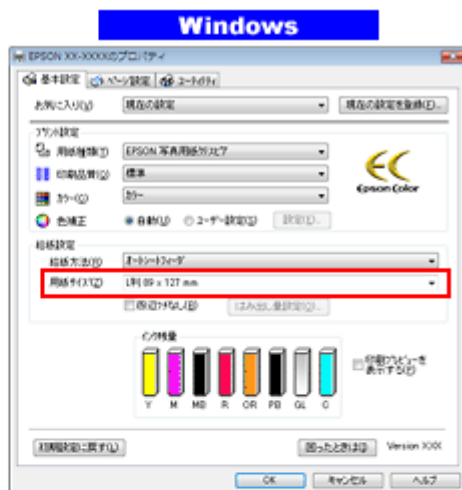 Windows
EPSON XX-XXXXのプロパティ
基本設定 ページ設定 ユーティリティ
お気に入り(V) 現在の設定 現在の設定を登録(E)...
プリント設定
用紙種類(T) EPSON 写真用紙クリスピア
印刷品質(Q) 標準
カラー(C) カラー
色補正 自動(U) ユーザー設定(S) 設定(D)...
Epson Color
給紙設定
給紙方法(R) オートシートフィーダ
用紙サイズ(Z) L判 89 x 127 mm
四辺フチなし(B) はみ出し量設定(Q)...
インク残量
印刷プレビューを
表示する(P)
Y M MB R OR PB GL C
初期設定に戻す(L) 困ったときは(J) Version XXXX
OK キャンセル ヘルプ